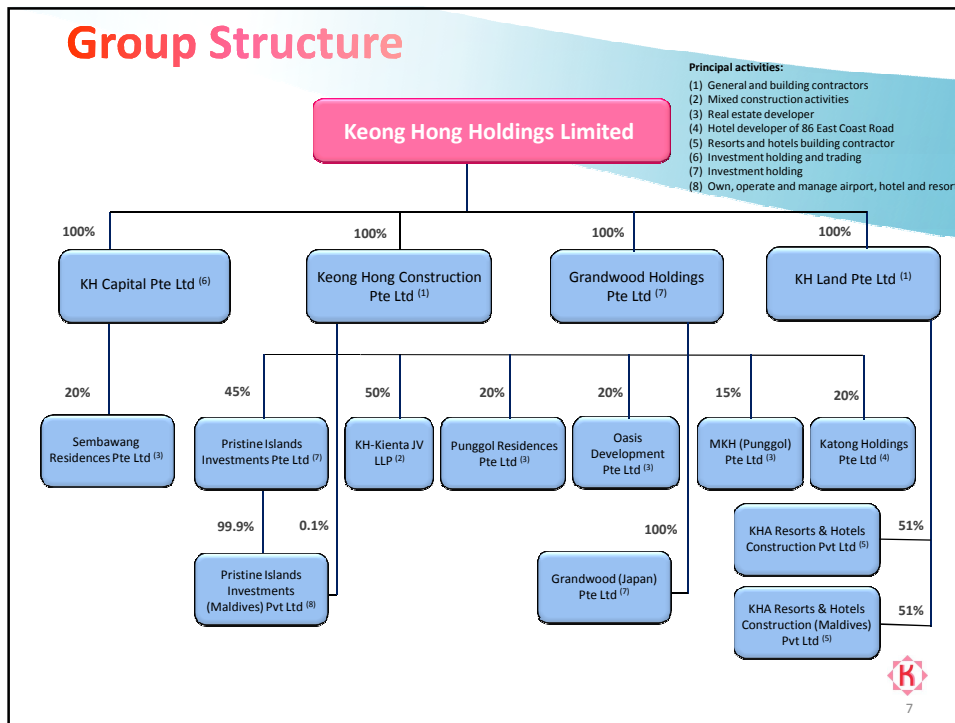 Group Structure
Principal activities:
(1) General and building contractors
(2) Mixed construction activities
(3) Real estate developer
(4) Hotel developer of 86 East Coast Road
(5) Resorts and hotels building contractor
(6) Investment holding and trading
(7) Investment holding
(8) Own, operate and manage airport, hotel and resort
Keong Hong Holdings Limited
100%
100%
100%
100%
KH Capital Pte Ltd (6)
Keong Hong Construction
Pte Ltd (1)
Grandwood Holdings
Pte Ltd (7)
KH Land Pte Ltd (1)
20%
45%
50%
20%
20%
15%
20%
Sembawang
Residences Pte Ltd (3)
Pristine Islands
Investments Pte Ltd (7)
KH-Kienta JV
LLP (2)
Punggol Residences
Pte Ltd (3)
Oasis
Development
Pte Ltd (3)
MKH (Punggol)
Pte Ltd (3)
Katong Holdings
Pte Ltd (4)
99.9%
0.1%
100%
51%
51%
Pristine Islands
Investments
(Maldives) Pvt Ltd (8)
Grandwood (Japan)
Pte Ltd (7)
KHA Resorts & Hotels
Construction Pvt Ltd (5)
KHA Resorts & Hotels
Construction (Maldives)
Pvt Ltd (5)
K
7